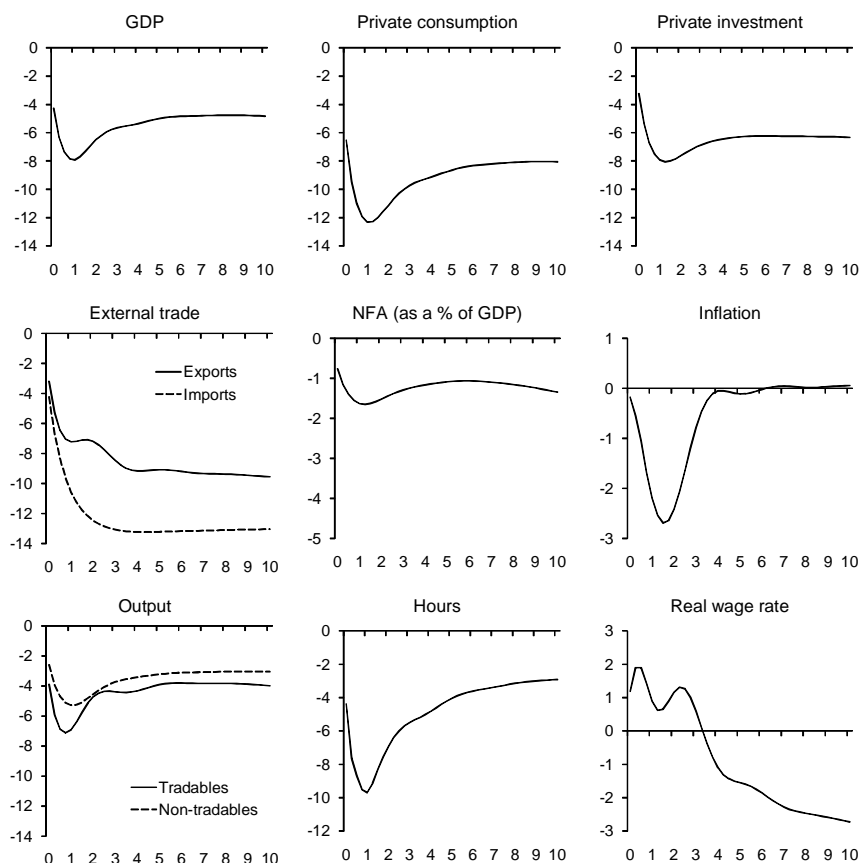 GDP
0
-2
-4
-6
-8
-10
-12
-14
0 1 2 3 4 5 6 7 8 9 10
Private consumption
0
-2
-4
-6
-8
-10
-12
-14
0 1 2 3 4 5 6 7 8 9 10
Private investment
0
-2
-4
-6
-8
-10
-12
-14
0 1 2 3 4 5 6 7 8 9 10
External trade
0
-2
-4
-6
-8
-10
-12
-14
Exports
Imports
0 1 2 3 4 5 6 7 8 9 10
NFA (as a % of GDP)
0
-1
-2
-3
-4
-5
0 1 2 3 4 5 6 7 8 9 10
Inflation
1
0
-1
-2
-3
0 1 2 3 4 5 6 7 8 9 10
Output
0
-2
-4
-6
-8
-10
-12
-14
Tradables
Non-tradables
0 1 2 3 4 5 6 7 8 9 10
Hours
0
-2
-4
-6
-8
-10
-12
0 1 2 3 4 5 6 7 8 9 10
Real wage rate
3
2
1
0
-1
-2
-3
0 1 2 3 4 5 6 7 8 9 10